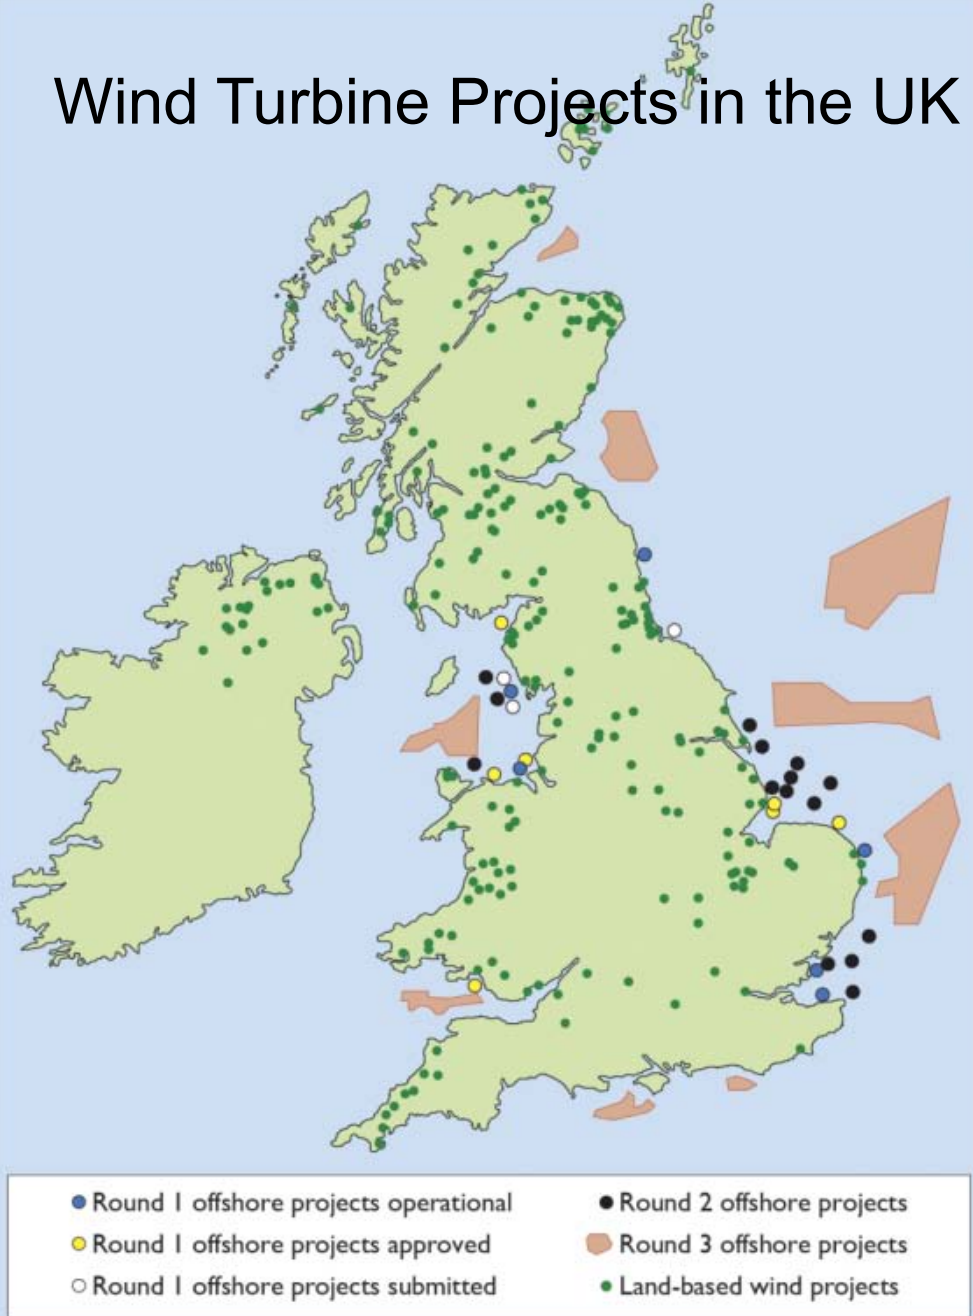 Wind Turbine Projects in the UK
Round 1 offshore projects operational
Round 1 offshore projects approved
Round 1 offshore projects submitted
Round 2 offshore projects
Round 3 offshore projects
Land-based wind projects